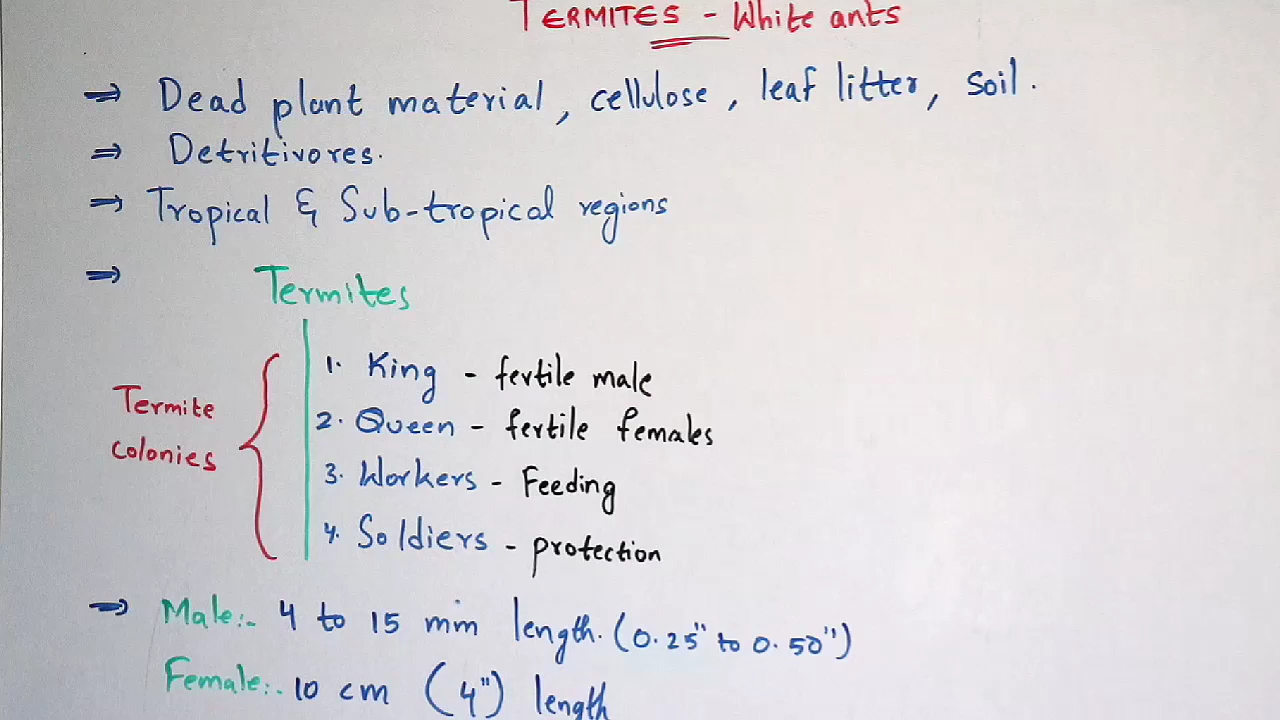 TERMITES - White ants
⇒ Dead plant material, cellulose, leaf litter, soil.
⇒ Detritivores.
⇒ Tropical & Sub-tropical regions
⇒ Termites
Termite colonies
1. King - fertile male
2. Queen - fertile females
3. Workers - Feeding
4. Soldiers - protection
⇒ Male:- 4 to 15 mm length. (0.25" to 0.50")
Female:- 10 cm (4") length